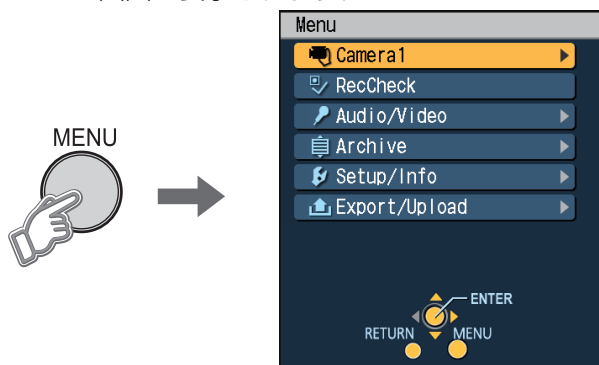 MENU
Menu
Camera1
RecCheck
Audio/Video
Archive
Setup/Info
Export/Upload
ENTER
RETURN
MENU